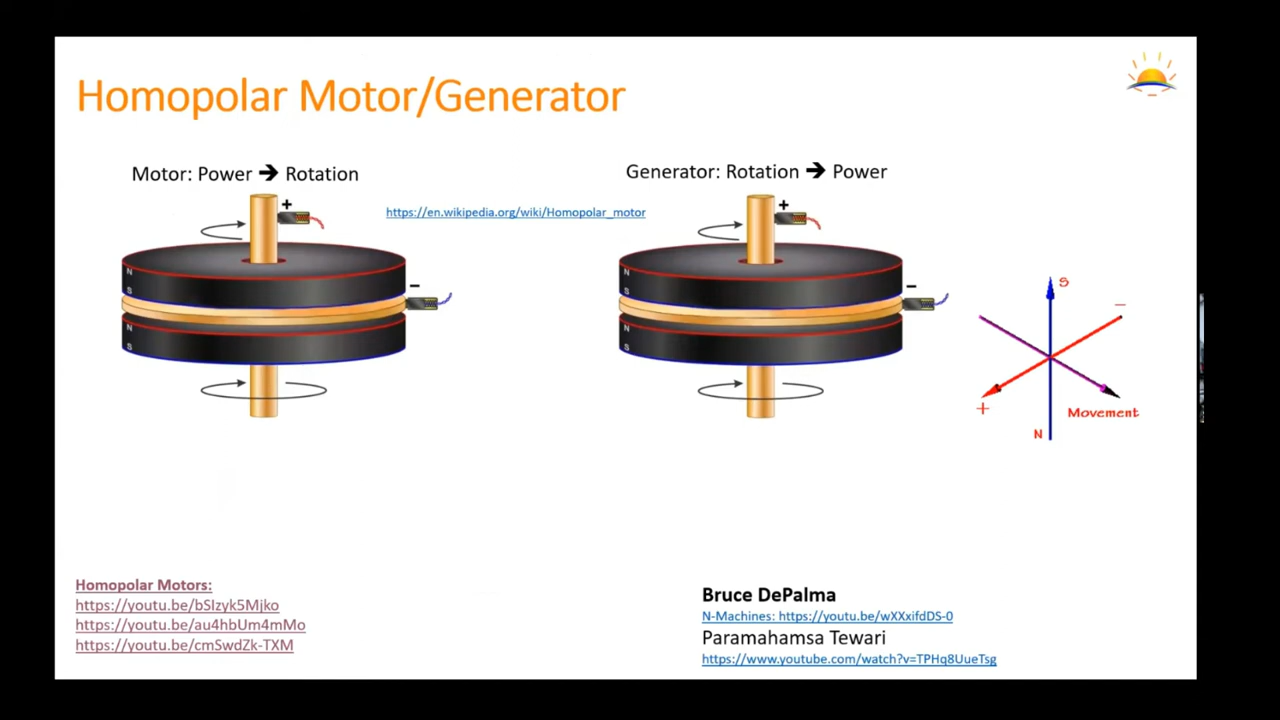 Homopolar Motor/Generator
Motor: Power → Rotation
Generator: Rotation → Power
https://en.wikipedia.org/wiki/Homopolar_motor
+
-
N
S
N
S
+
-
N
S
N
S
S
–
+
Movement
N
Homopolar Motors:
https://youtu.be/bSIzyk5Mjko
https://youtu.be/au4hbUm4mMo
https://youtu.be/cmSwdZk-TXM
Bruce DePalma
N-Machines: https://youtu.be/wXXxifdDS-0
Paramahamsa Tewari
https://www.youtube.com/watch?v=TPHq8UueTsg